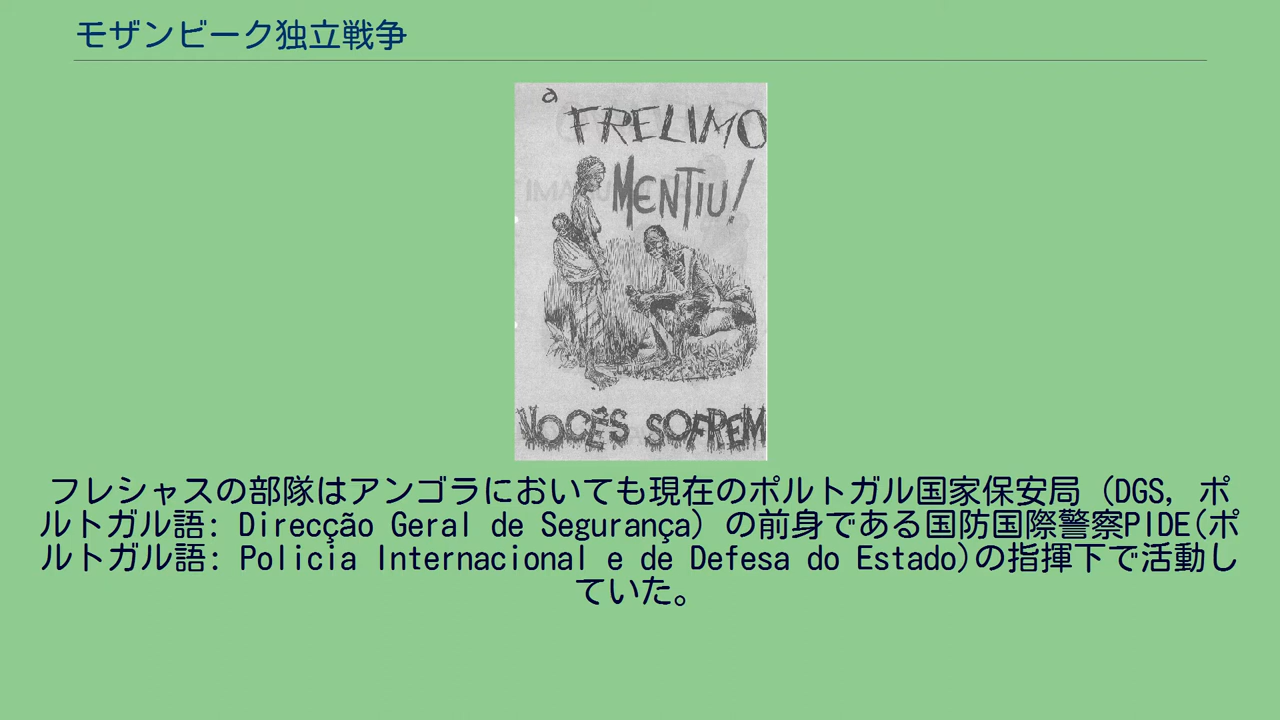 モザンビーク独立戦争
a
FRELIMO
MENTIU!
VOCÊS SOFREM
フレシャスの部隊はアンゴラにおいても現在のポルトガル国家保安局 (DGS, ポ
ルトガル語: Direcção Geral de Segurança) の前身である国防国際警察PIDE(ポ
ルトガル語: Policia Internacional e de Defesa do Estado)の指揮下で活動し
ていた。